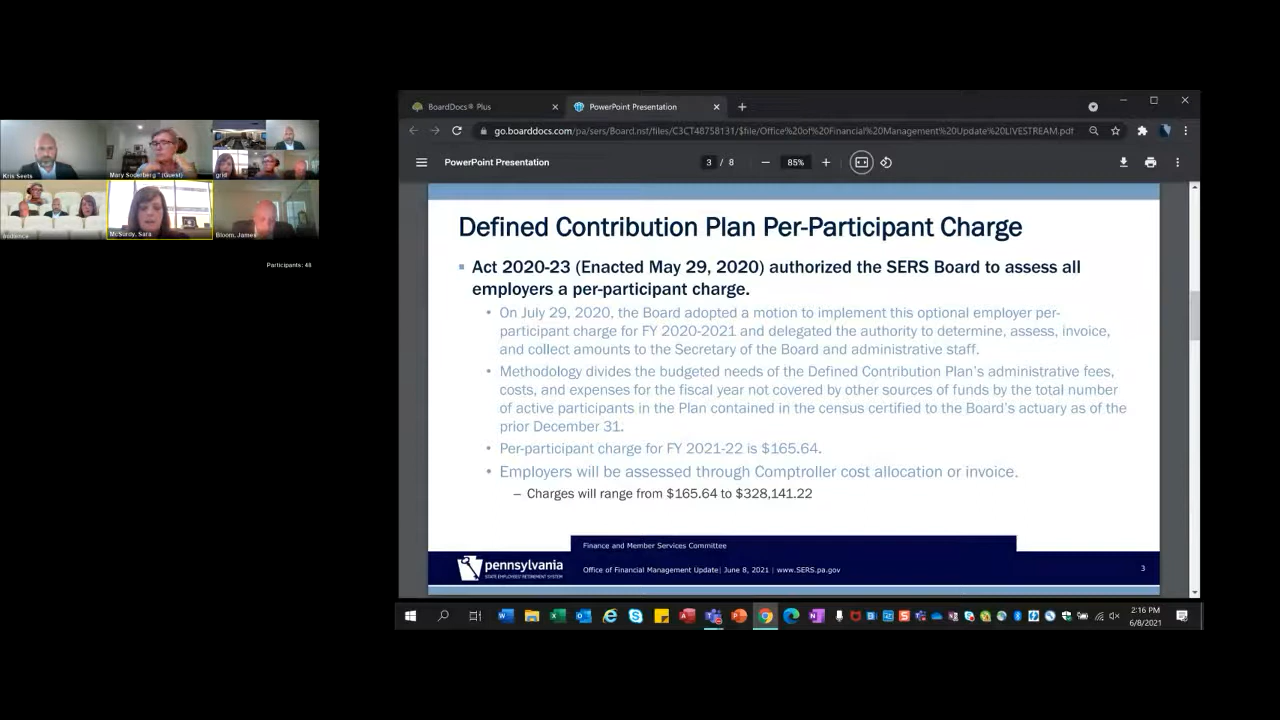 BoardDocs® Plus
PowerPoint Presentation
go.boarddocs.com/pa/sers/Board.nsf/files/C3CT48758131/$file/Office%20of%20Financial%20Management%20Update%20LIVESTREAM.pdf
PowerPoint Presentation
3 / 8
85%
Kris Seets
Mary Soderberg * (Guest)
grid
Audience
McSurdy, Sara
Bloom, James
Participants: 48
Defined Contribution Plan Per-Participant Charge
Act 2020-23 (Enacted May 29, 2020) authorized the SERS Board to assess all
employers a per-participant charge.
• On July 29, 2020, the Board adopted a motion to implement this optional employer per-
participant charge for FY 2020-2021 and delegated the authority to determine, assess, invoice,
and collect amounts to the Secretary of the Board and administrative staff.
• Methodology divides the budgeted needs of the Defined Contribution Plan's administrative fees,
costs, and expenses for the fiscal year not covered by other sources of funds by the total number
of active participants in the Plan contained in the census certified to the Board's actuary as of the
prior December 31.
• Per-participant charge for FY 2021-22 is $165.64.
• Employers will be assessed through Comptroller cost allocation or invoice.
– Charges will range from $165.64 to $328,141.22
Finance and Member Services Committee
pennsylvania
STATE EMPLOYEES' RETIREMENT SYSTEM
Office of Financial Management Update| June 8, 2021 | www.SERS.pa.gov
3
2:16 PM
6/8/2021